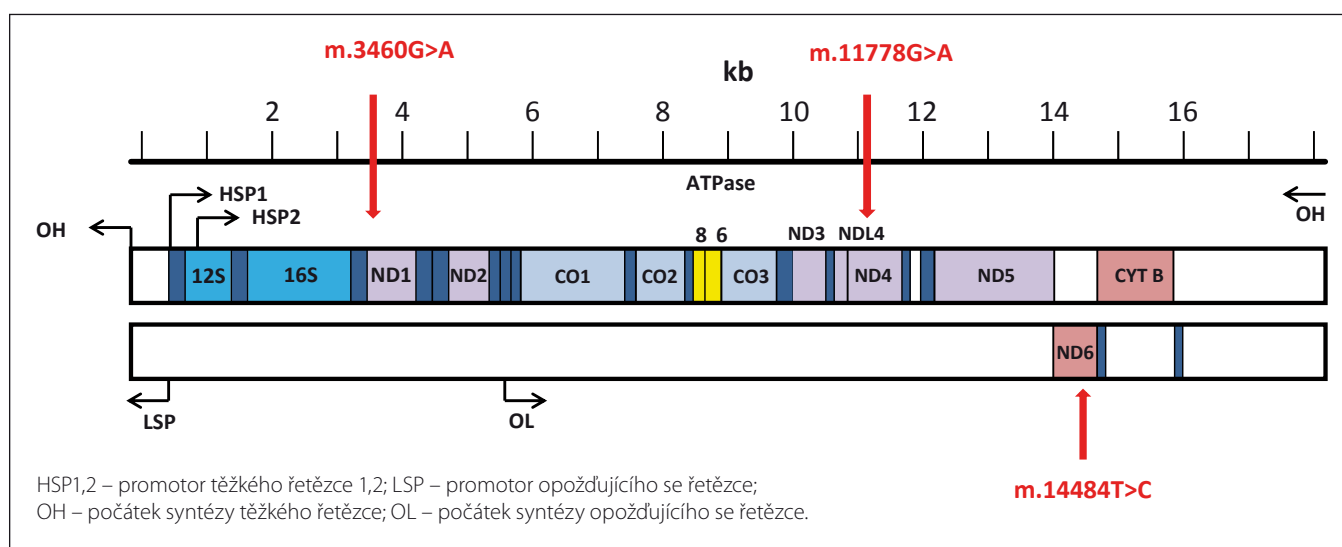 m.3460G>A m.11778G>A
kb
2 4 6 8 10 12 14 16
ATPase
HSP1
HSP2
OH OH
8 6 ND3 NDL4
12S 16S ND1 ND2 CO1 CO2 CO3 ND4 ND5 CYT B
ND6
LSP OL
m.14484T>C
HSP1,2 – promotor těžkého řetězce 1,2; LSP – promotor opožďujícího se řetězce;
OH – počátek syntézy těžkého řetězce; OL – počátek syntézy opožďujícího se řetězce.